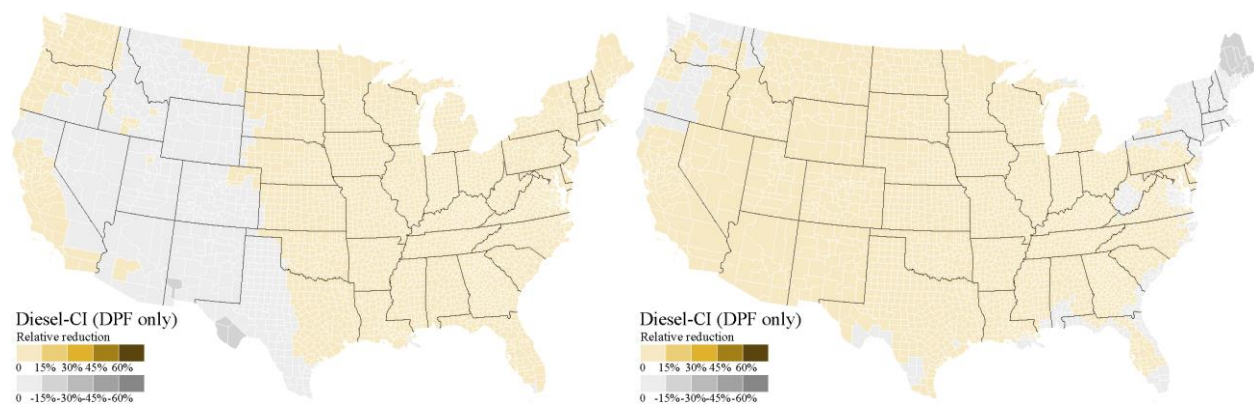 Diesel-CI (DPF only)
Relative reduction
0 15% 30% 45% 60%
0 -15% -30% -45% -60%
Diesel-CI (DPF only)
Relative reduction
0 15% 30% 45% 60%
0 -15% -30% -45% -60%